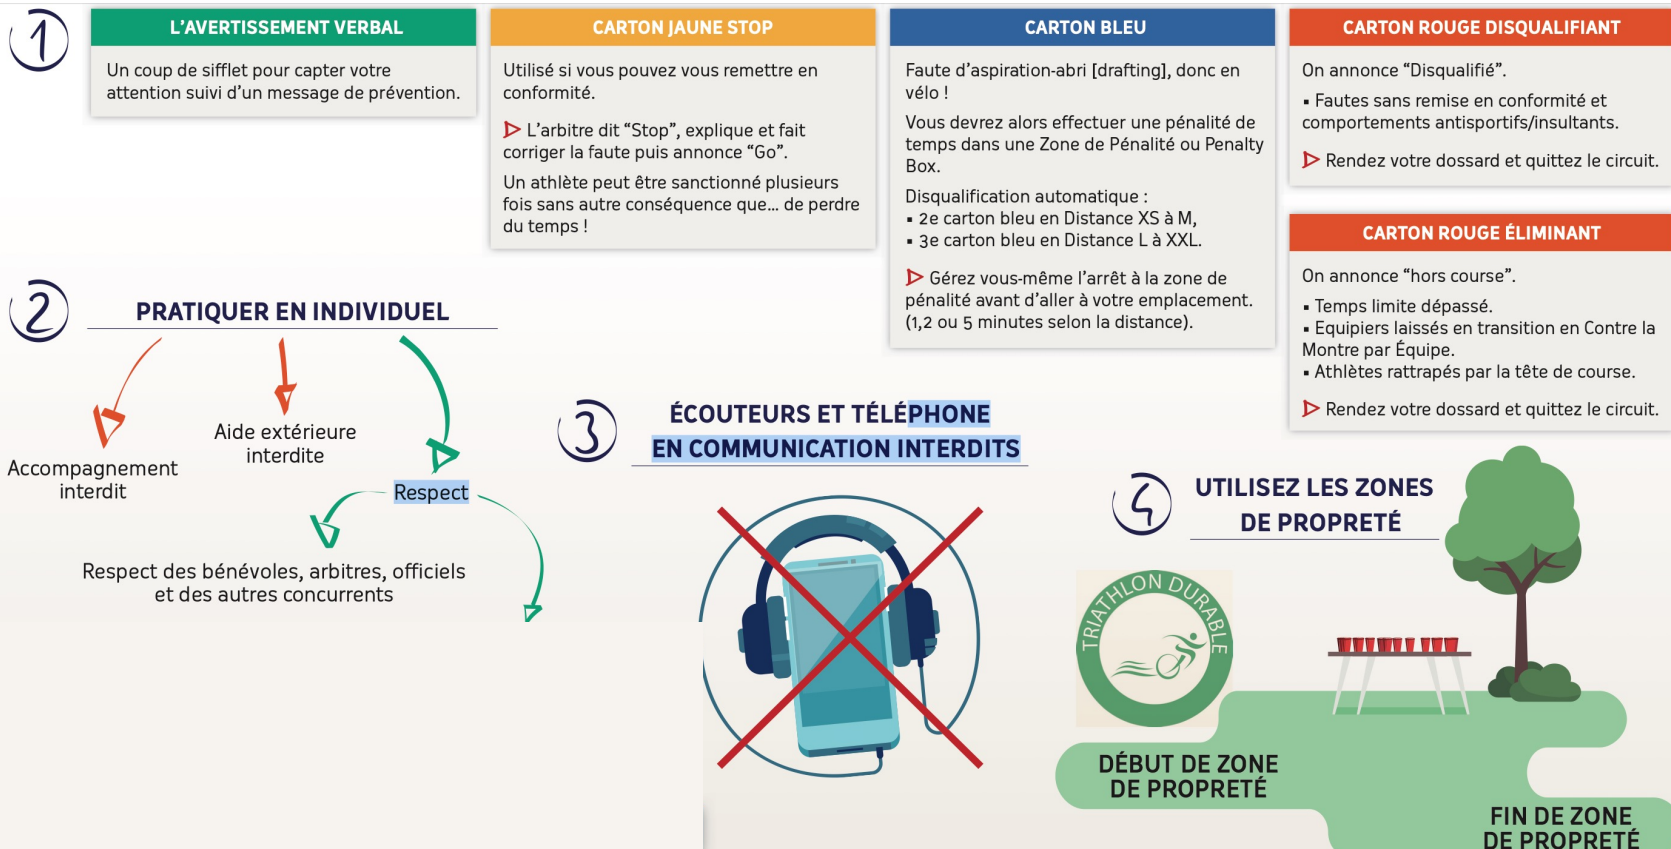 1
L'AVERTISSEMENT VERBAL
Un coup de sifflet pour capter votre
attention suivi d'un message de prévention.
CARTON JAUNE STOP
Utilisé si vous pouvez vous remettre en
conformité.
L'arbitre dit “Stop”, explique et fait
corriger la faute puis annonce “Go”.
Un athlète peut être sanctionné plusieurs
fois sans autre conséquence que... de perdre
du temps !
CARTON BLEU
Faute d'aspiration-abri [drafting], donc en
vélo !
Vous devrez alors effectuer une pénalité de
temps dans une Zone de Pénalité ou Penalty
Box.
Disqualification automatique :
▪ 2e carton bleu en Distance XS à M,
▪ 3e carton bleu en Distance L à XXL.
Gérez vous-même l'arrêt à la zone de
pénalité avant d'aller à votre emplacement.
(1,2 ou 5 minutes selon la distance).
CARTON ROUGE DISQUALIFIANT
On annonce “Disqualifié”.
▪ Fautes sans remise en conformité et
comportements antisportifs/insultants.
Rendez votre dossard et quittez le circuit.
CARTON ROUGE ÉLIMINANT
On annonce “hors course”.
▪ Temps limite dépassé.
▪ Equipiers laissés en transition en Contre la
Montre par Équipe.
▪ Athlètes rattrapés par la tête de course.
Rendez votre dossard et quittez le circuit.
2
PRATIQUER EN INDIVIDUEL
Accompagnement
interdit
Aide extérieure
interdite
Respect
Respect des bénévoles, arbitres, officiels
et des autres concurrents
3
ÉCOUTEURS ET TÉLÉPHONE
EN COMMUNICATION INTERDITS
4
UTILISEZ LES ZONES
DE PROPRETÉ
TRIATHLON DURABLE
DÉBUT DE ZONE
DE PROPRETÉ
FIN DE ZONE
DE PROPRETÉ